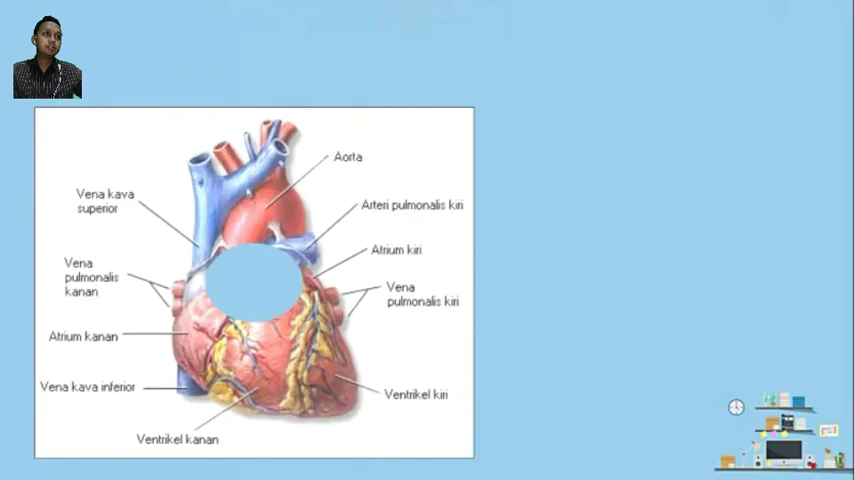 Aorta
Vena kava
superior
Arteri pulmonalis kiri
Atrium kiri
Vena
pulmonalis
kanan
Vena
pulmonalis kiri
Atrium kanan
Vena kava inferior
Ventrikel kiri
Ventrikel kanan